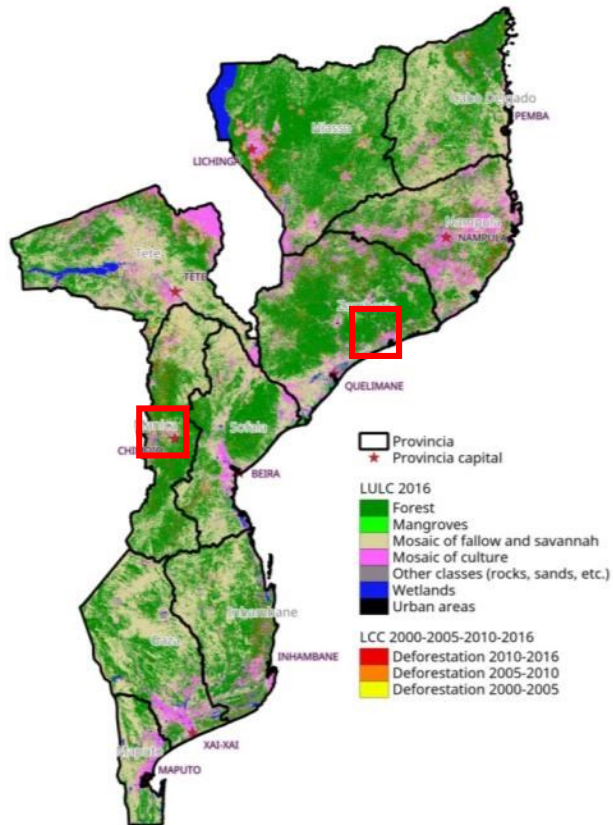 Cabo Delgado
PEMBA
Niassa
LICHINGA
Nampula
NAMPULA
Tete
TETE
QUELIMANE
Manica
Sofala
BEIRA
Provincia
Provincia capital
LULC 2016
Forest
Mangroves
Mosaic of fallow and savannah
Mosaic of culture
Other classes (rocks, sands, etc.)
Wetlands
Urban areas
LCC 2000-2005-2010-2016
Deforestation 2010-2016
Deforestation 2005-2010
Deforestation 2000-2005
Inhambane
Gaza
INHAMBANE
XAI-XAI
Maputo
MAPUTO